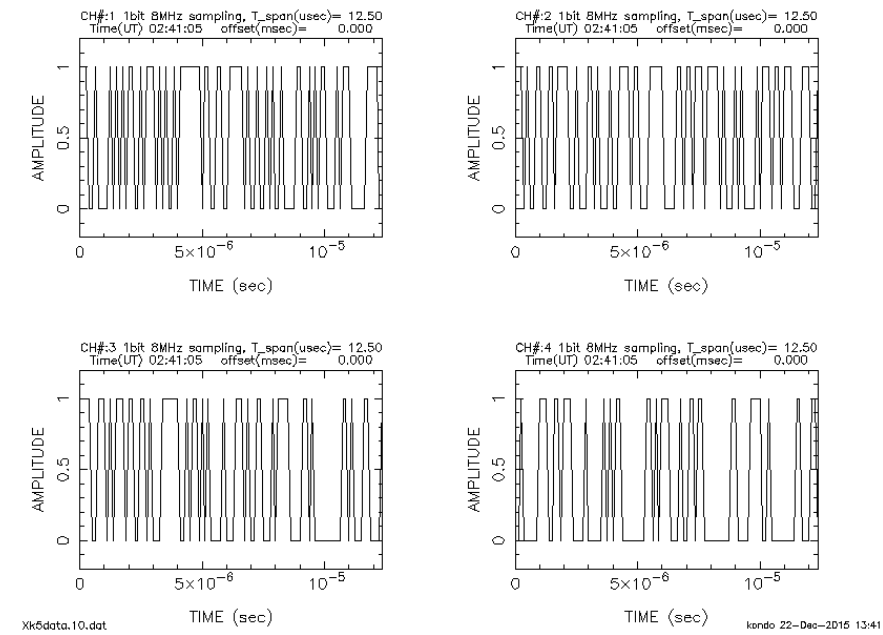 CH#:1 1bit 8MHz sampling, T_span(usec)= 12.50
Time(UT) 02:41:05 offset(msec)= 0.000
AMPLITUDE
1
0.5
0
0 5×10⁻⁶ 10⁻⁵
TIME (sec)
CH#:2 1bit 8MHz sampling, T_span(usec)= 12.50
Time(UT) 02:41:05 offset(msec)= 0.000
AMPLITUDE
1
0.5
0
0 5×10⁻⁶ 10⁻⁵
TIME (sec)
CH#:3 1bit 8MHz sampling, T_span(usec)= 12.50
Time(UT) 02:41:05 offset(msec)= 0.000
AMPLITUDE
1
0.5
0
0 5×10⁻⁶ 10⁻⁵
TIME (sec)
CH#:4 1bit 8MHz sampling, T_span(usec)= 12.50
Time(UT) 02:41:05 offset(msec)= 0.000
AMPLITUDE
1
0.5
0
0 5×10⁻⁶ 10⁻⁵
TIME (sec)
Xk5data.10.dat
kondo 22-Dec-2015 13:41